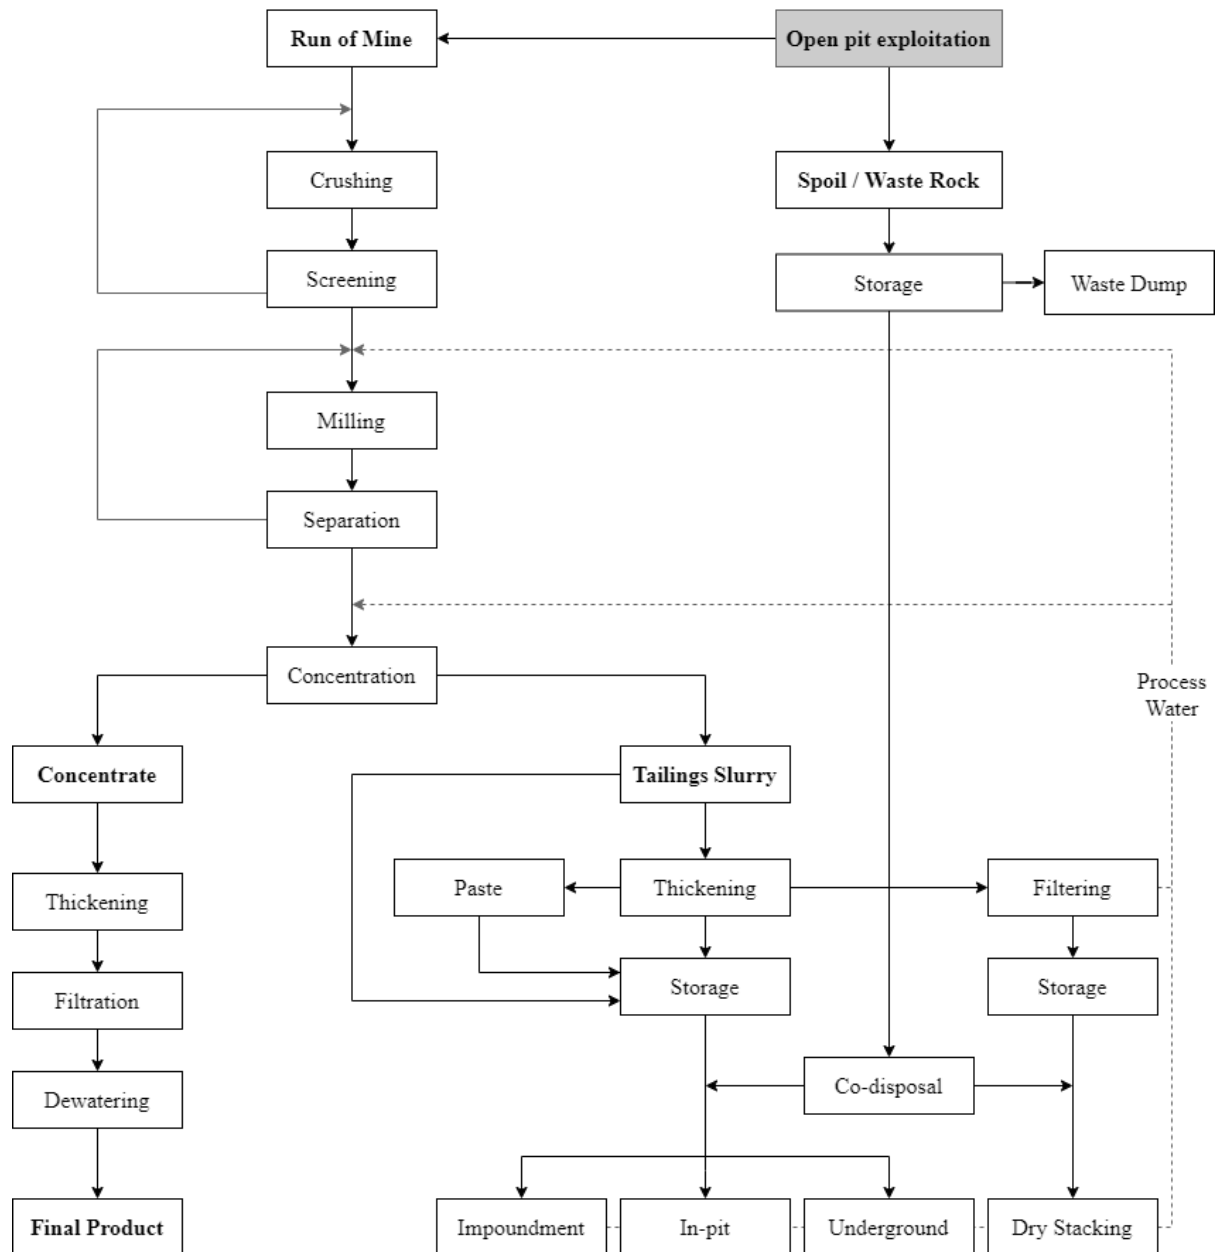 Run of Mine
Open pit exploitation
Crushing
Spoil / Waste Rock
Screening
Storage
Waste Dump
Milling
Separation
Concentration
Process
Water
Concentrate
Tailings Slurry
Paste
Thickening
Filtering
Thickening
Storage
Storage
Filtration
Co-disposal
Dewatering
Final Product
Impoundment
In-pit
Underground
Dry Stacking